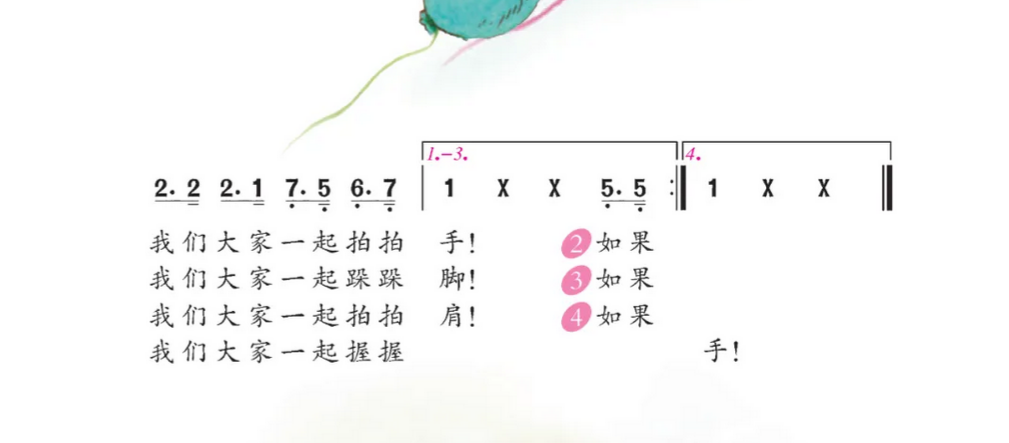 1.-3. 4.
2. 2 2. 1 7. 5 6. 7 | 1 X X 5. 5 :‖ 1 X X ‖
我们大家一起拍拍 手! 2 如果
我们大家一起跺跺 脚! 3 如果
我们大家一起拍拍 肩! 4 如果
我们大家一起握握 手!